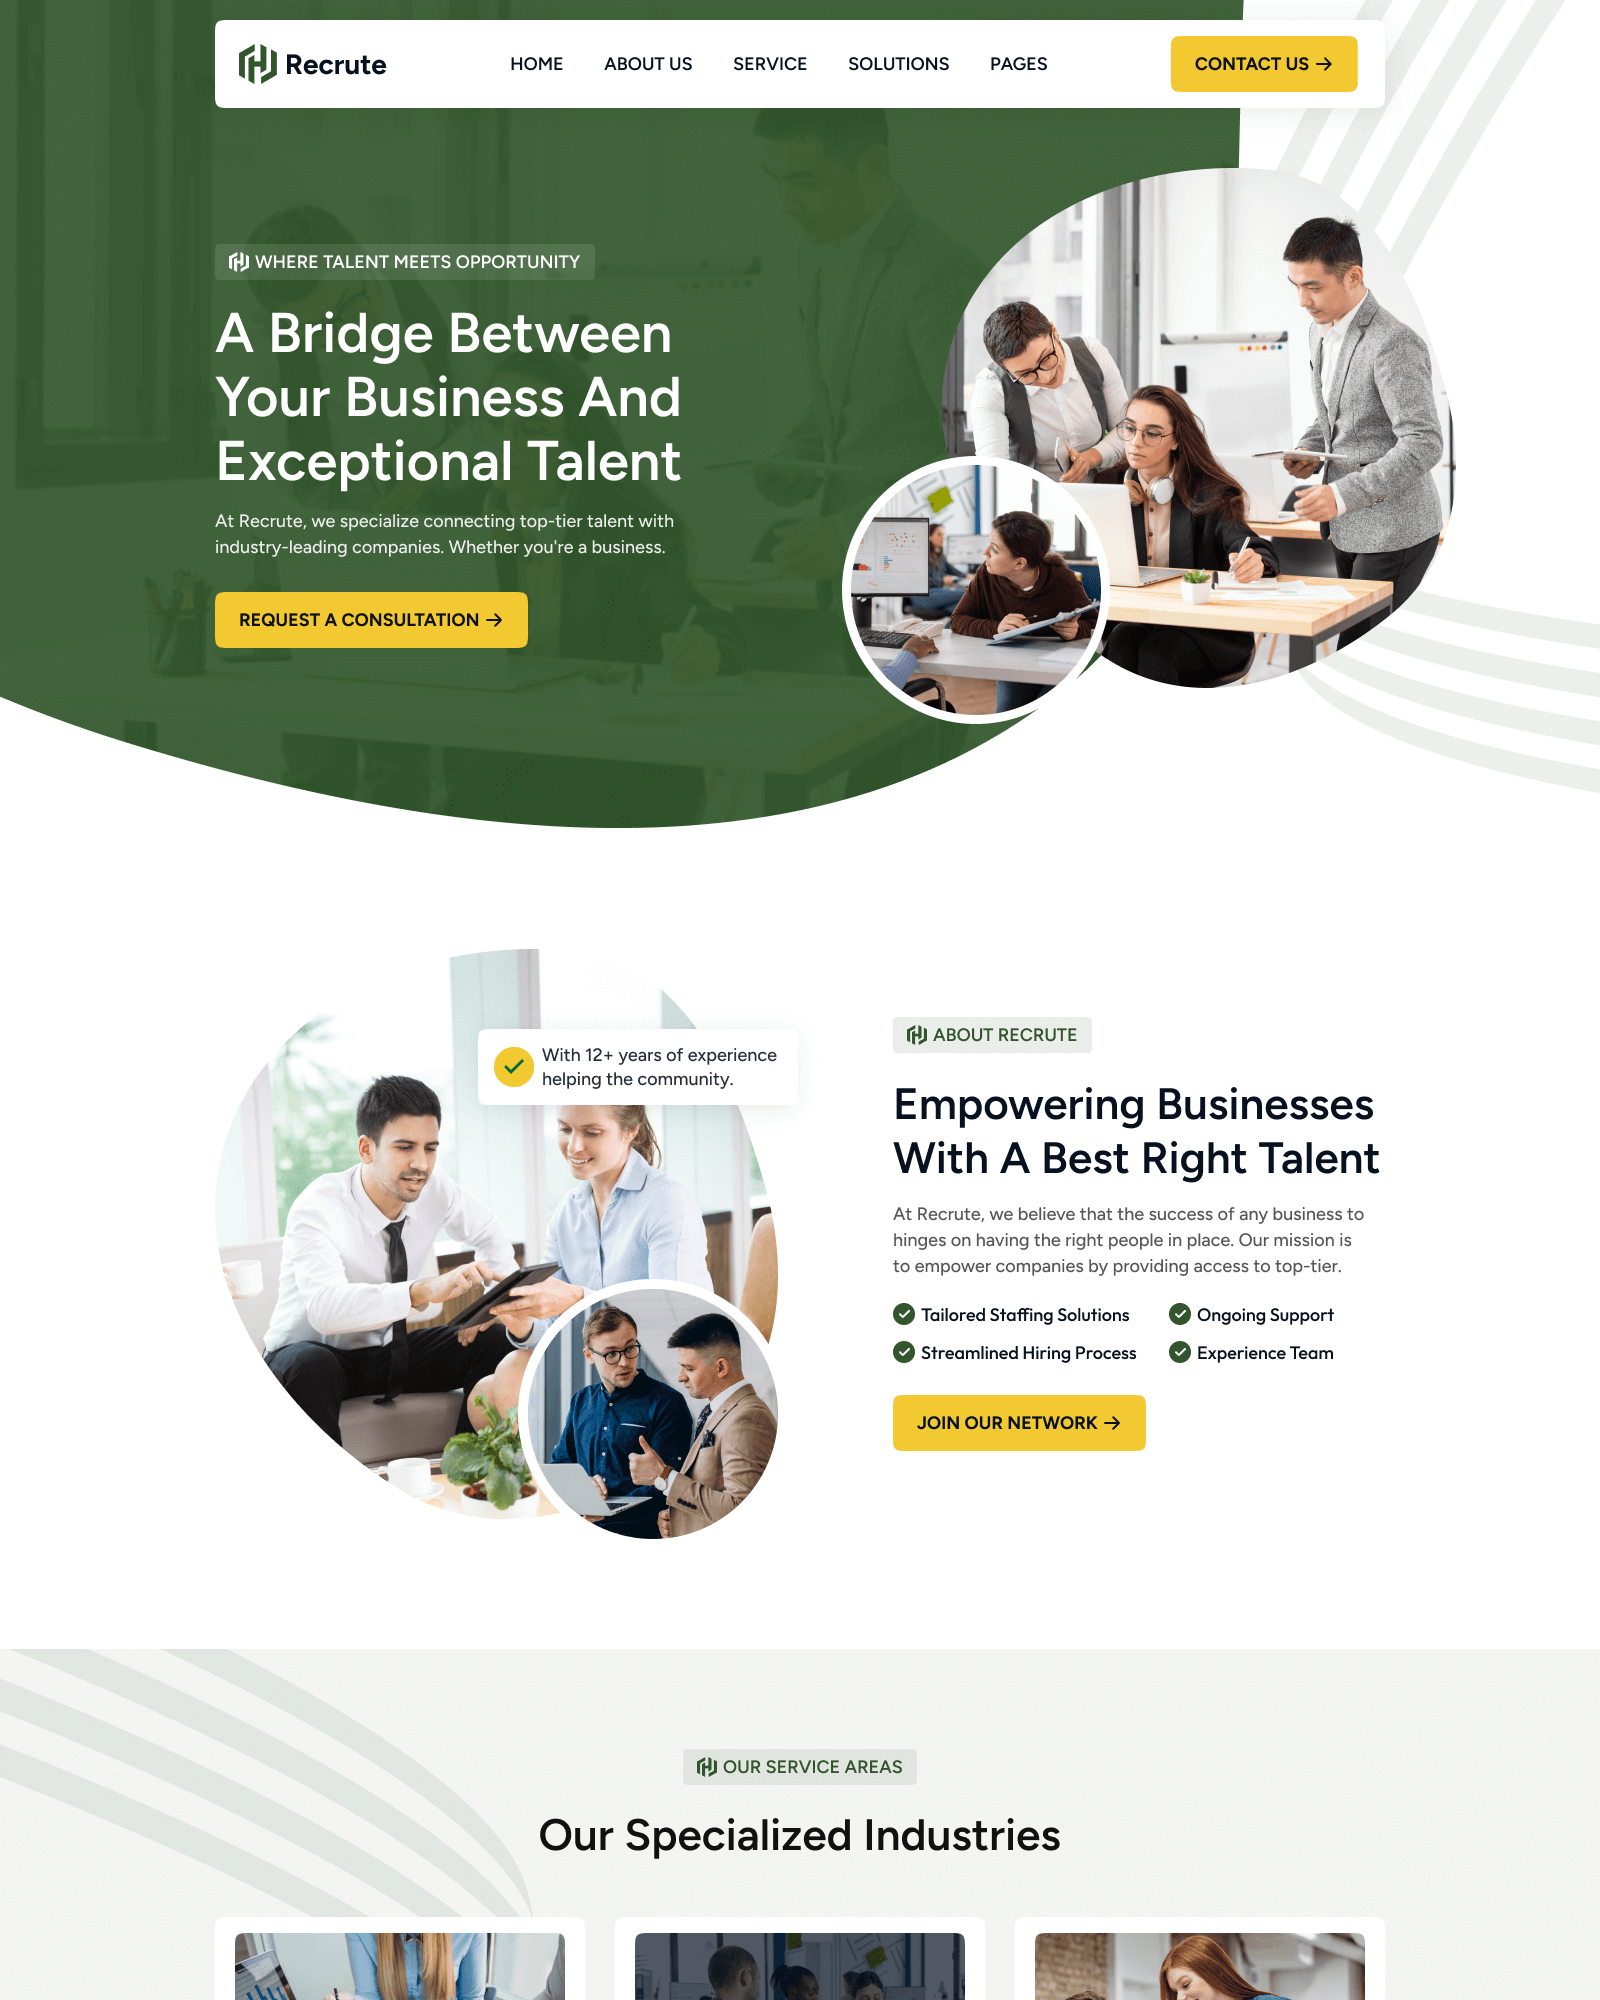 Recrute
HOME
ABOUT US
SERVICE
SOLUTIONS
PAGES
CONTACT US
WHERE TALENT MEETS OPPORTUNITY
A Bridge Between
Your Business And
Exceptional Talent
At Recrute, we specialize connecting top-tier talent with
industry-leading companies. Whether you're a business.
REQUEST A CONSULTATION
With 12+ years of experience
helping the community.
ABOUT RECRUTE
Empowering Businesses
With A Best Right Talent
At Recrute, we believe that the success of any business to
hinges on having the right people in place. Our mission is
to empower companies by providing access to top-tier.
Tailored Staffing Solutions
Ongoing Support
Streamlined Hiring Process
Experience Team
JOIN OUR NETWORK
OUR SERVICE AREAS
Our Specialized Industries